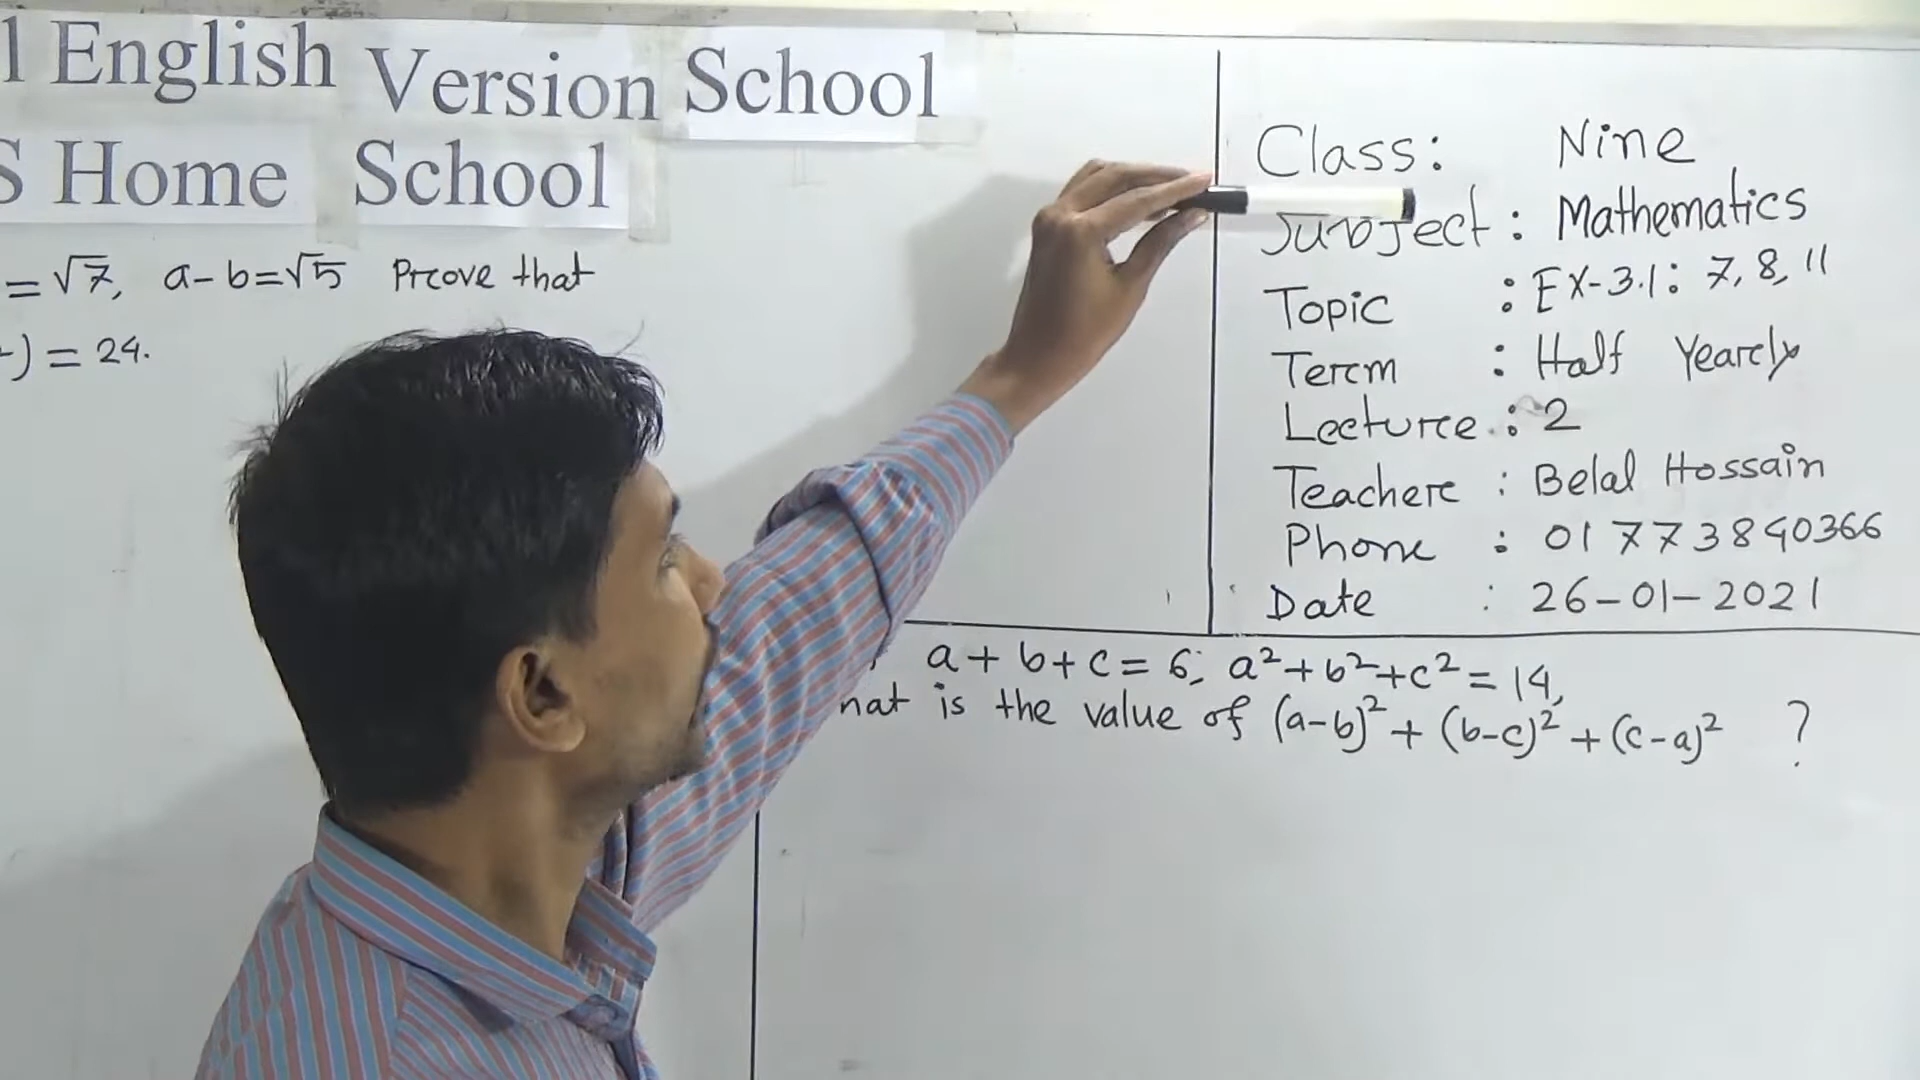 l English Version School
S Home School
= √7, a-b=√5 Prove that
) = 24.
Class: Nine
Subject: Mathematics
Topic : EX-3.1: 7, 8, 11
Term : Half Yearly
Lecture : 2
Teacher : Belal Hossain
Phone : 01773840366
Date : 26-01-2021
a+b+c=6, a²+b²+c²=14,
hat is the value of (a-b)²+(b-c)²+(c-a)² ?